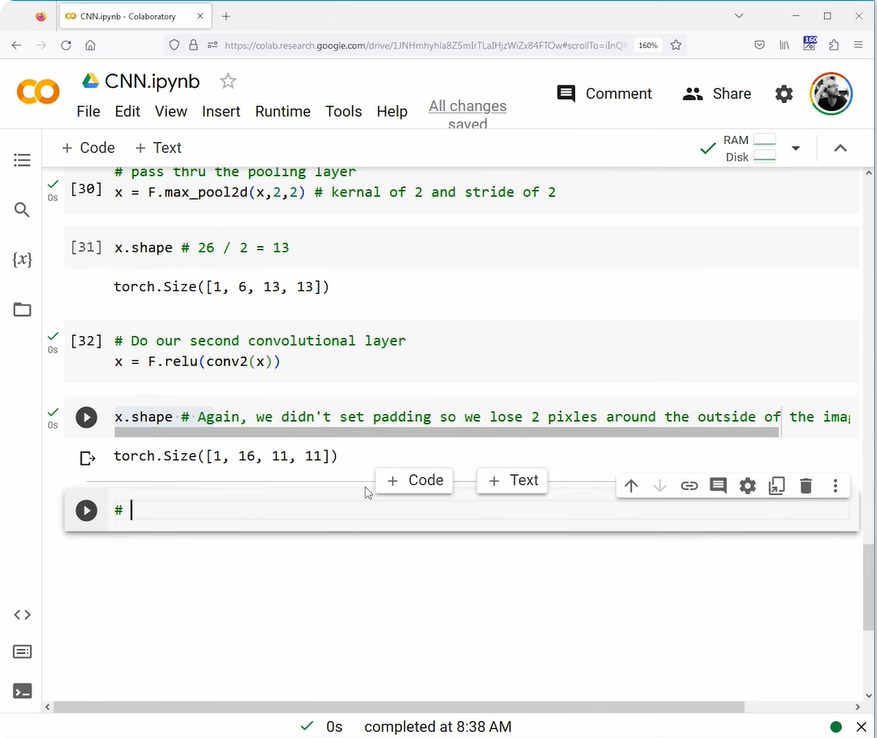 CNN.ipynb - Colaboratory
https://colab.research.google.com/drive/
160%
160
CO
CNN.ipynb
File Edit View Insert Runtime Tools Help
All changes saved
Comment
Share
+ Code + Text
RAM
Disk
# pass thru the pooling layer
[30] x = F.max_pool2d(x,2,2) # kernal of 2 and stride of 2
0s
[31] x.shape # 26 / 2 = 13
torch.Size([1, 6, 13, 13])
[32] # Do our second convolutional layer
0s
x = F.relu(conv2(x))
x.shape # Again, we didn't set padding so we lose 2 pixles around the outside of the
0s
torch.Size([1, 16, 11, 11])
+ Code + Text
#
{x}
0s completed at 8:38 AM